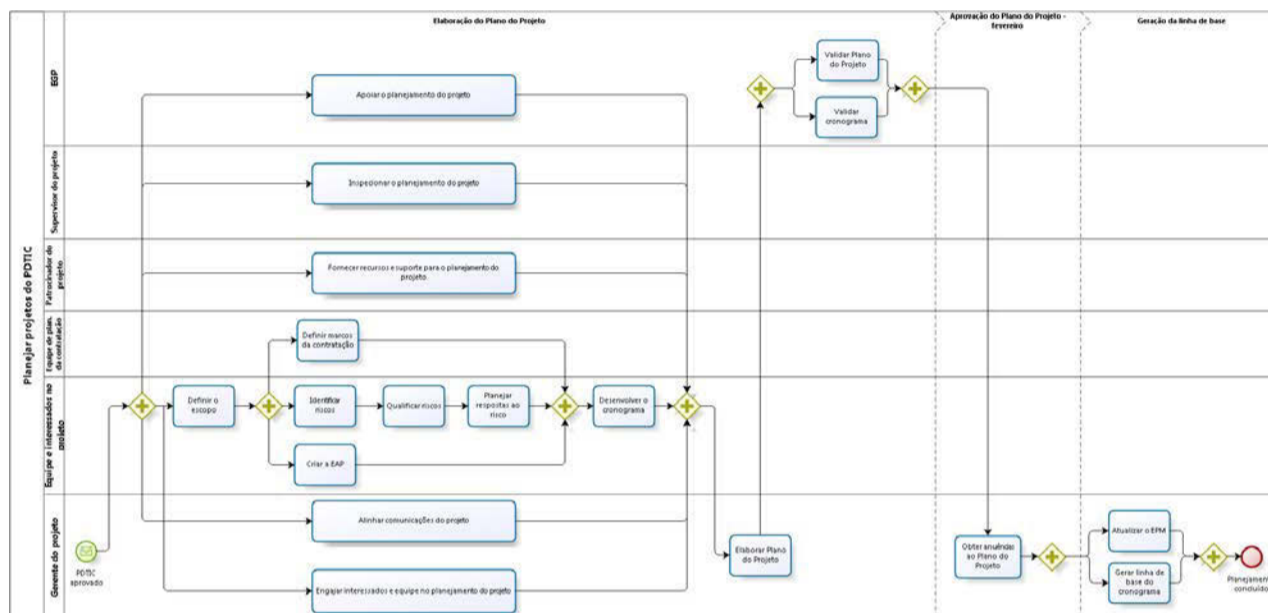 Planejar projetos do PDTIC
Elaboração do Plano do Projeto
Aprovação do Plano do Projeto -
fevereiro
Geração da linha de base
EGP
Apoiar o planejamento do projeto
Validar Plano
do Projeto
Validar
cronograma
Supervisor do projeto
Inspecionar o planejamento do projeto
Patrocinador do
projeto
Fornecer recursos e suporte para o planejamento do
projeto
Equipe de plan.
da contratação
Definir marcos
da contratação
Equipe e interessados no
projeto
Definir o
escopo
Identificar
riscos
Qualificar riscos
Planejar
respostas ao
risco
Desenvolver o
cronograma
Criar a EAP
Gerente do projeto
PDTIC
aprovado
Alinhar comunicações do projeto
Engajar interessados e equipe no planejamento do projeto
Elaborar Plano
do Projeto
Obter anuências
ao Plano do
Projeto
Atualizar o EPM
Gerar linha de
base do
cronograma
Planejamento
concluído